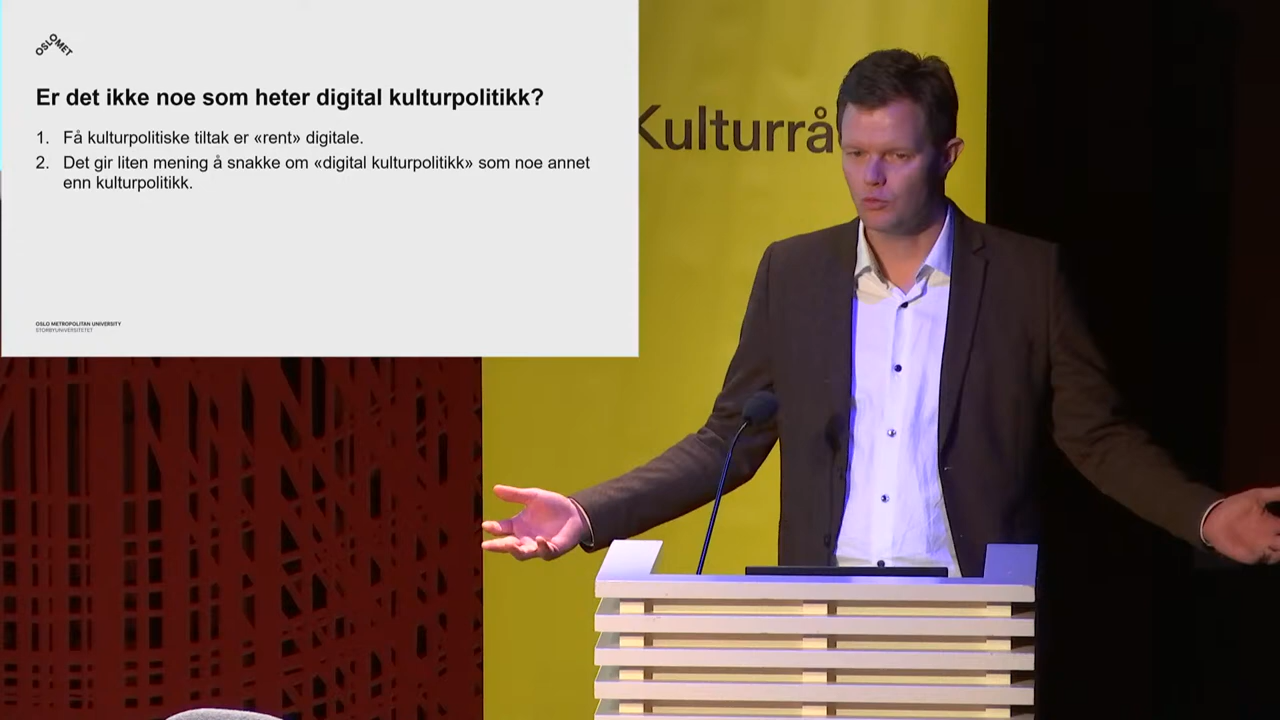 OSLOMET
Er det ikke noe som heter digital kulturpolitikk?
1. Få kulturpolitiske tiltak er «rent» digitale.
2. Det gir liten mening å snakke om «digital kulturpolitikk» som noe annet
enn kulturpolitikk.
OSLO METROPOLITAN UNIVERSITY
STORBYUNIVERSITETET
Kulturrå